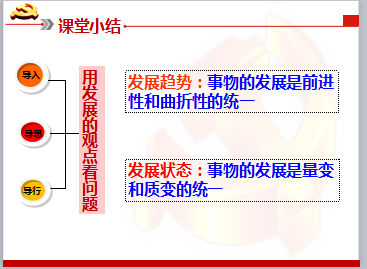 课堂小结
导入
导思
导行
用发展的观点看问题
发展趋势：事物的发展是前进
性和曲折性的统一
发展状态：事物的发展是量变
和质变的统一